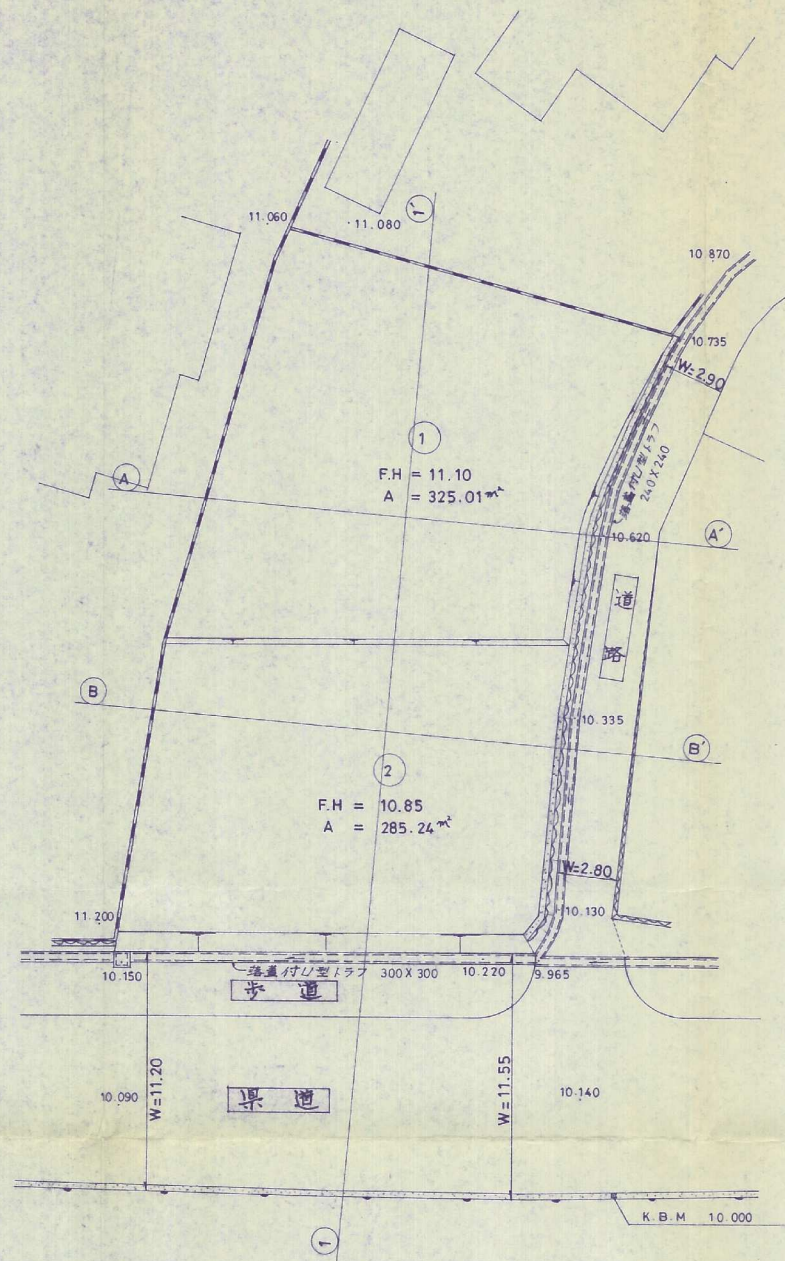 11.060
11.080
1'
10.870
10.735
W=2.90
1
F.H = 11.10
A = 325.01m²
落蓋付U型トラフ
240X240
A
10.620
A'
道路
B
10.335
B'
2
F.H = 10.85
A = 285.24m²
W=2.80
11.200
10.130
10.150
落蓋付U型トラフ 300X300
10.220
9.965
歩道
W=11.20
W=11.55
10.090
県道
10.140
K.B.M 10.000
1